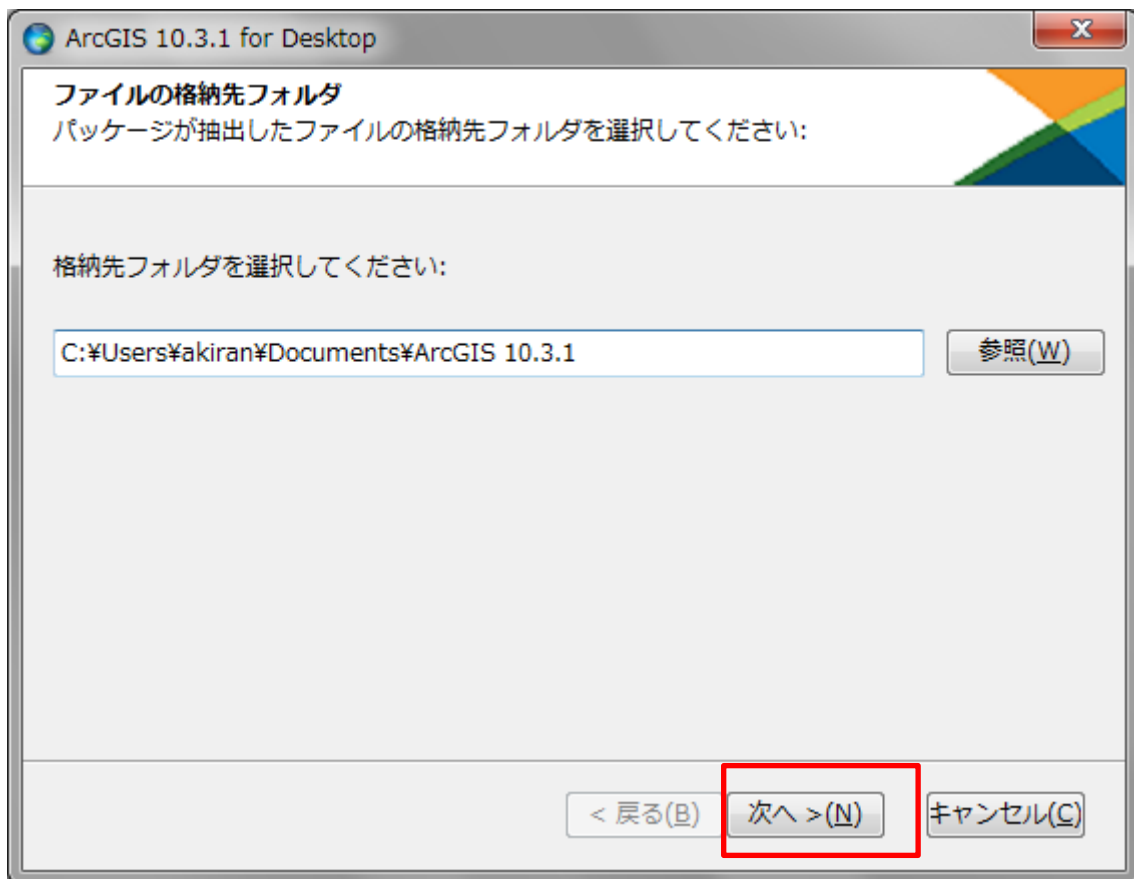 ArcGIS 10.3.1 for Desktop
ファイルの格納先フォルダ
パッケージが抽出したファイルの格納先フォルダを選択してください:
格納先フォルダを選択してください:
C:¥Users¥akiran¥Documents¥ArcGIS 10.3.1
参照(W)
< 戻る(B)
次へ >(N)
キャンセル(C)